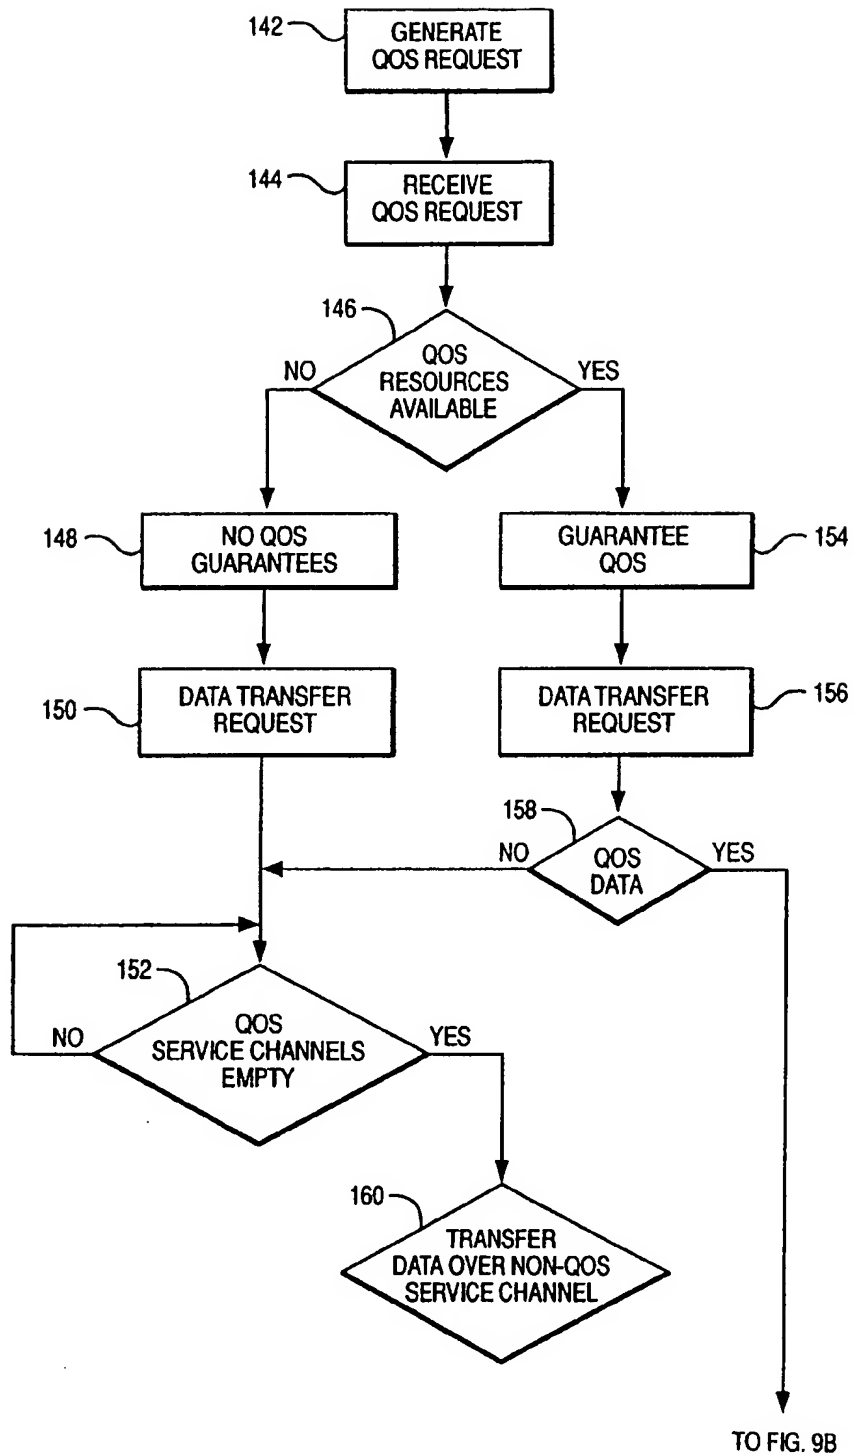 142
GENERATE
QOS REQUEST
144
RECEIVE
QOS REQUEST
146
QOS
RESOURCES
AVAILABLE
NO
YES
148
NO QOS
GUARANTEES
GUARANTEE
QOS
154
150
DATA TRANSFER
REQUEST
DATA TRANSFER
REQUEST
156
158
NO
QOS
DATA
YES
152
NO
QOS
SERVICE CHANNELS
EMPTY
YES
160
TRANSFER
DATA OVER NON-QOS
SERVICE CHANNEL
TO FIG. 9B